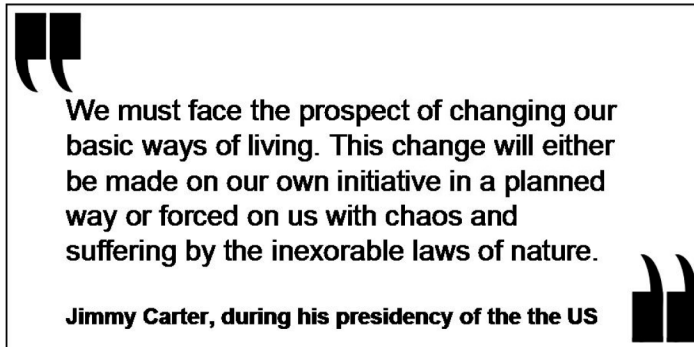 We must face the prospect of changing our
basic ways of living. This change will either
be made on our own initiative in a planned
way or forced on us with chaos and
suffering by the inexorable laws of nature.
Jimmy Carter, during his presidency of the the US